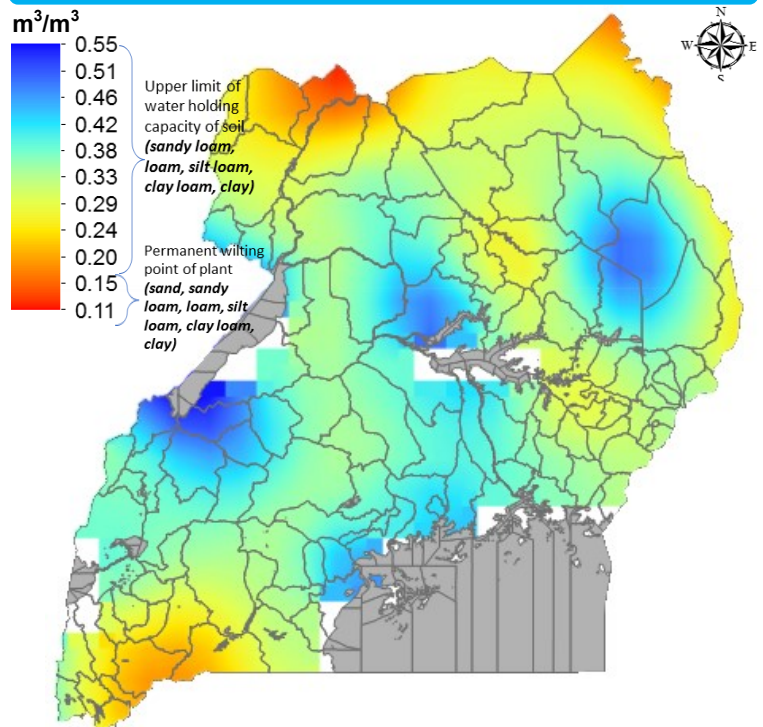 m³/m³
0.55
0.51
0.46
0.42
0.38
0.33
0.29
0.24
0.20
0.15
0.11
Upper limit of
water holding
capacity of soil
(sandy loam,
loam, silt loam,
clay loam, clay)
Permanent wilting
point of plant
(sand, sandy
loam, loam, silt
loam, clay loam,
clay)
N
W
E
S